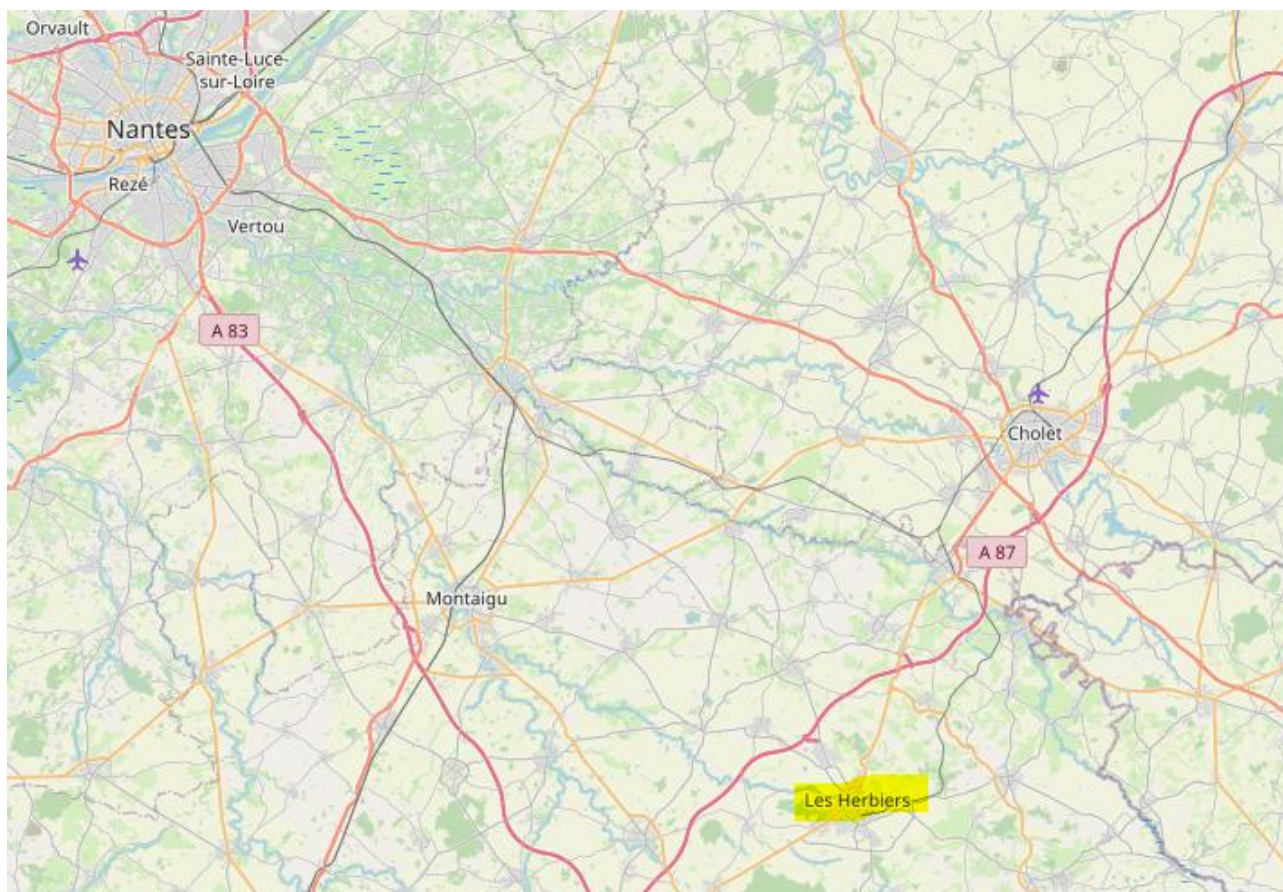 Orvault
Sainte-Luce-
sur-Loire
Nantes
Rezé
Vertou
A 83
Cholet
A 87
Montaigu
Les Herbiers